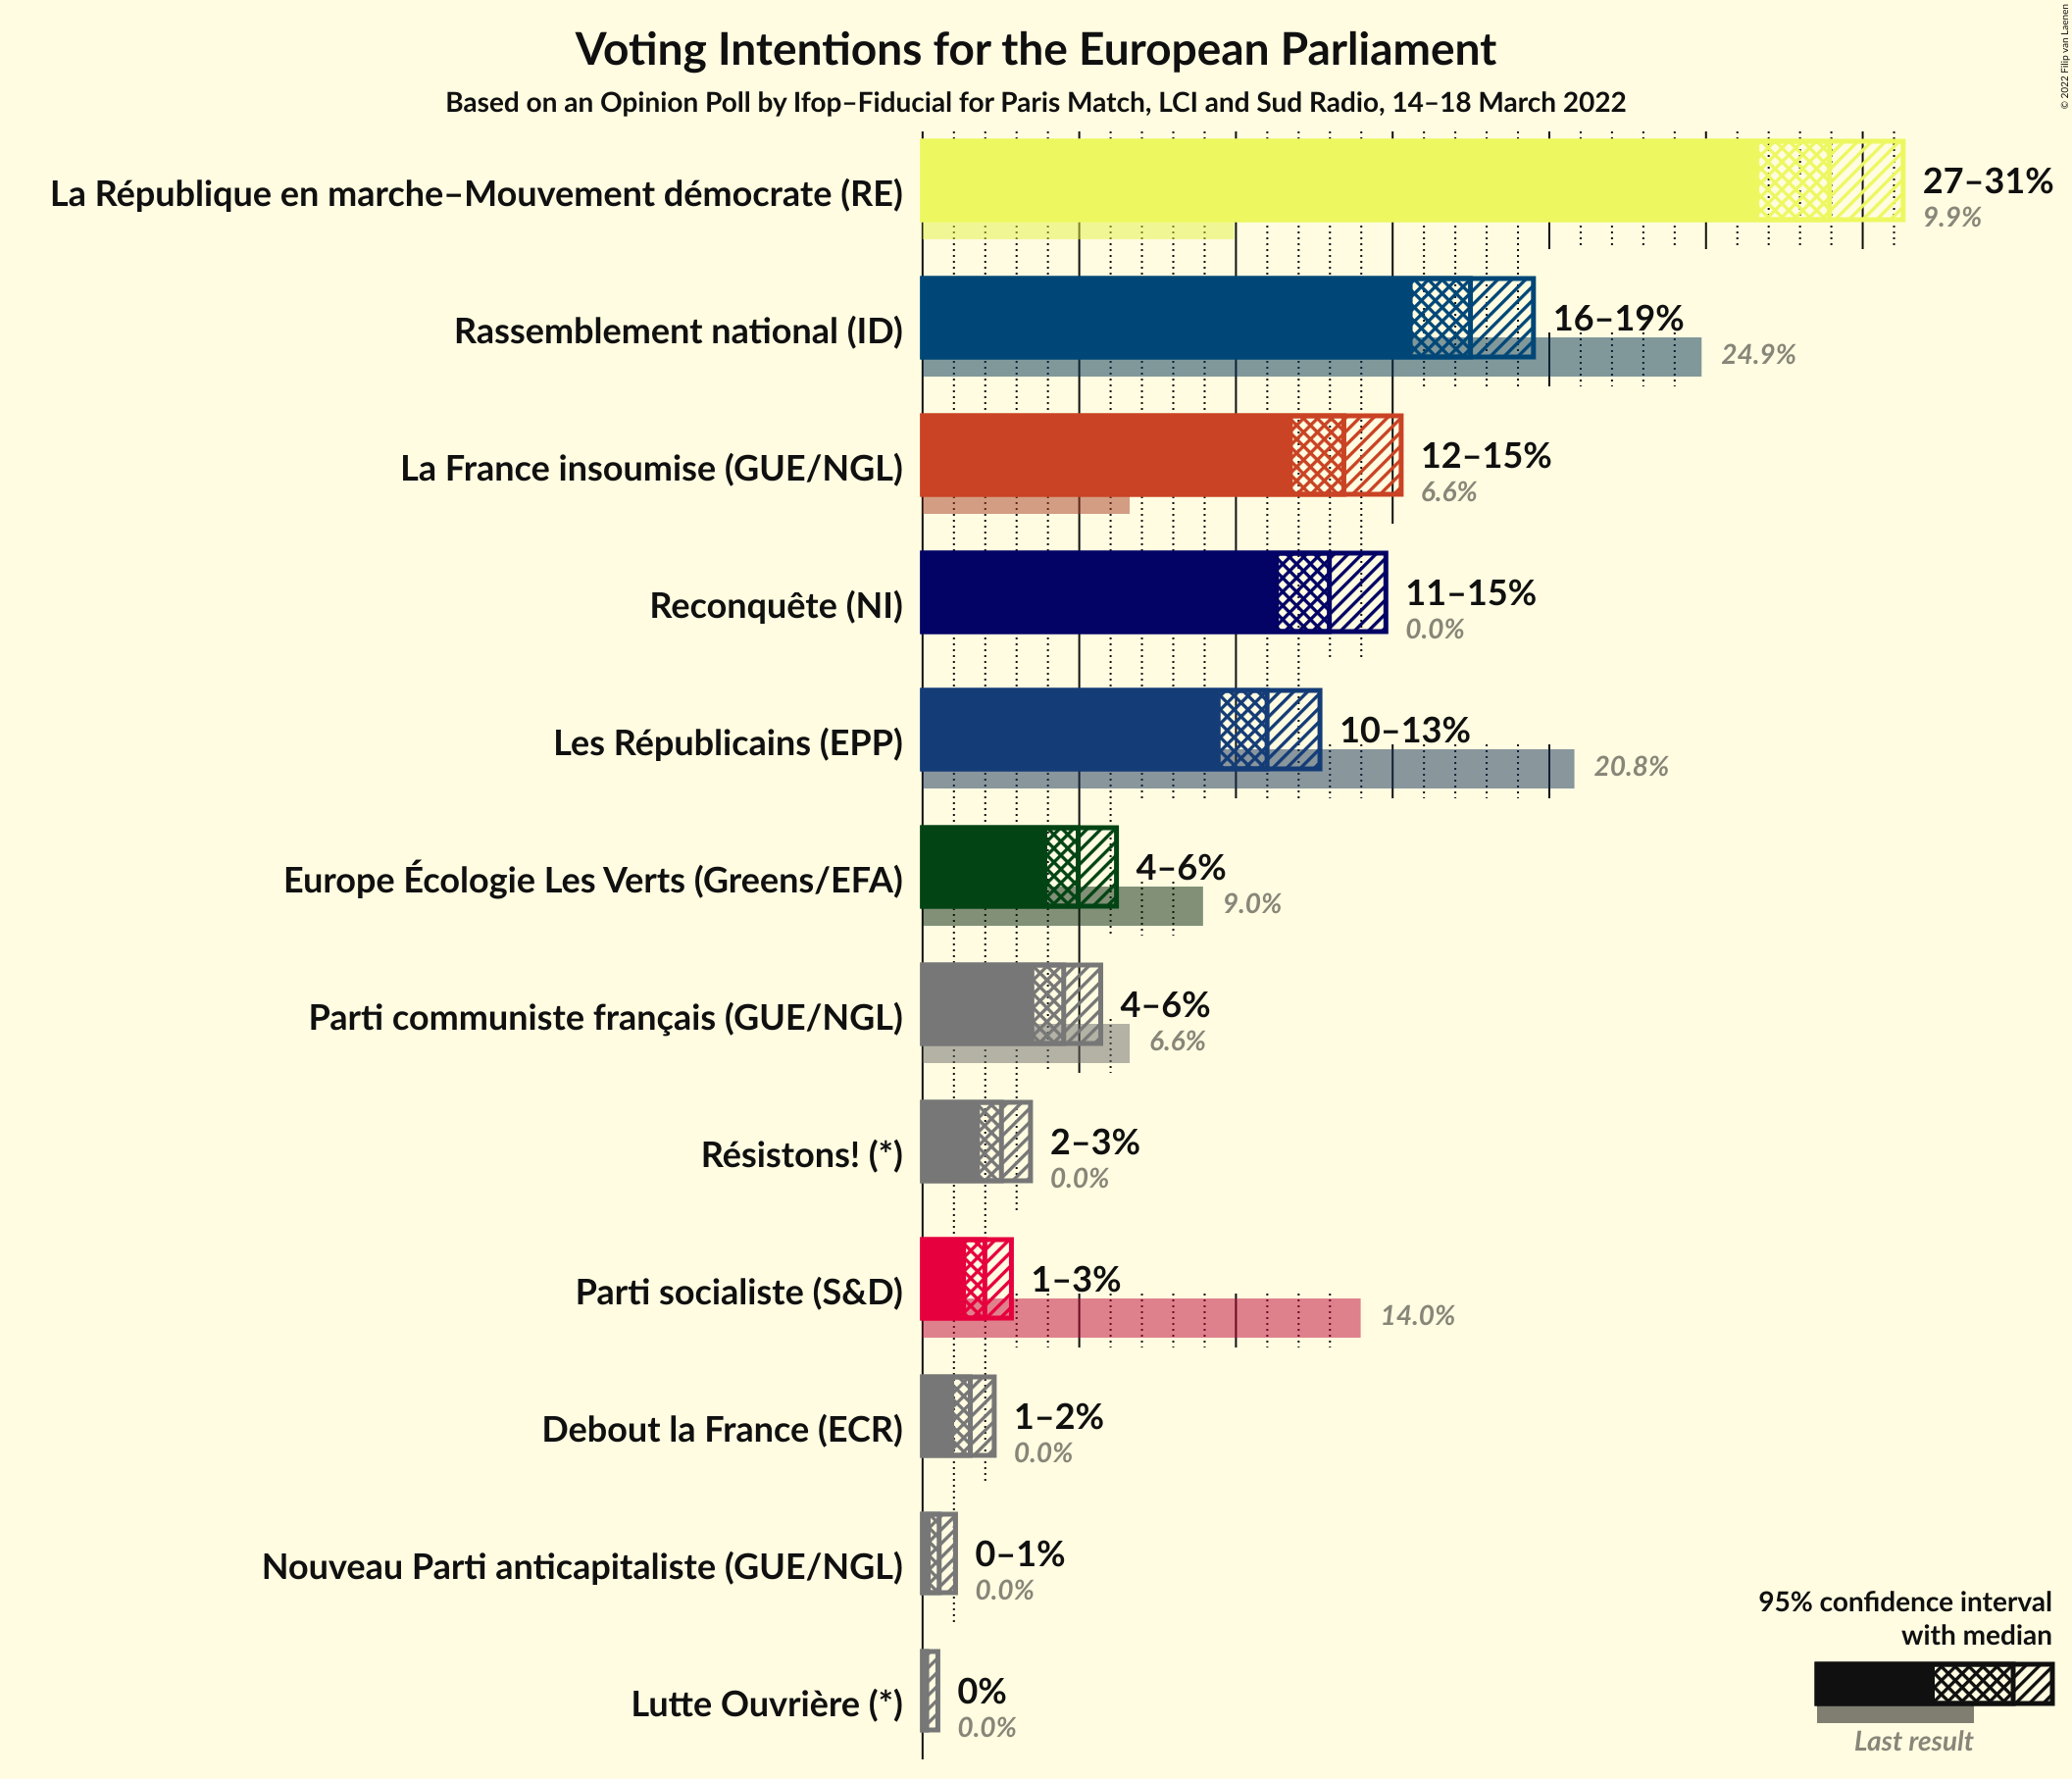 Voting Intentions for the European Parliament
Based on an Opinion Poll by Ifop–Fiducial for Paris Match, LCI and Sud Radio, 14–18 March 2022
© 2022 Filip van Laenen
La République en marche–Mouvement démocrate (RE)
27–31%
9.9%
Rassemblement national (ID)
16–19%
24.9%
La France insoumise (GUE/NGL)
12–15%
6.6%
Reconquête (NI)
11–15%
0.0%
Les Républicains (EPP)
10–13%
20.8%
Europe Écologie Les Verts (Greens/EFA)
4–6%
9.0%
Parti communiste français (GUE/NGL)
4–6%
6.6%
Résistons! (*)
2–3%
0.0%
Parti socialiste (S&D)
1–3%
14.0%
Debout la France (ECR)
1–2%
0.0%
Nouveau Parti anticapitaliste (GUE/NGL)
0–1%
0.0%
Lutte Ouvrière (*)
0%
0.0%
95% confidence interval
with median
Last result